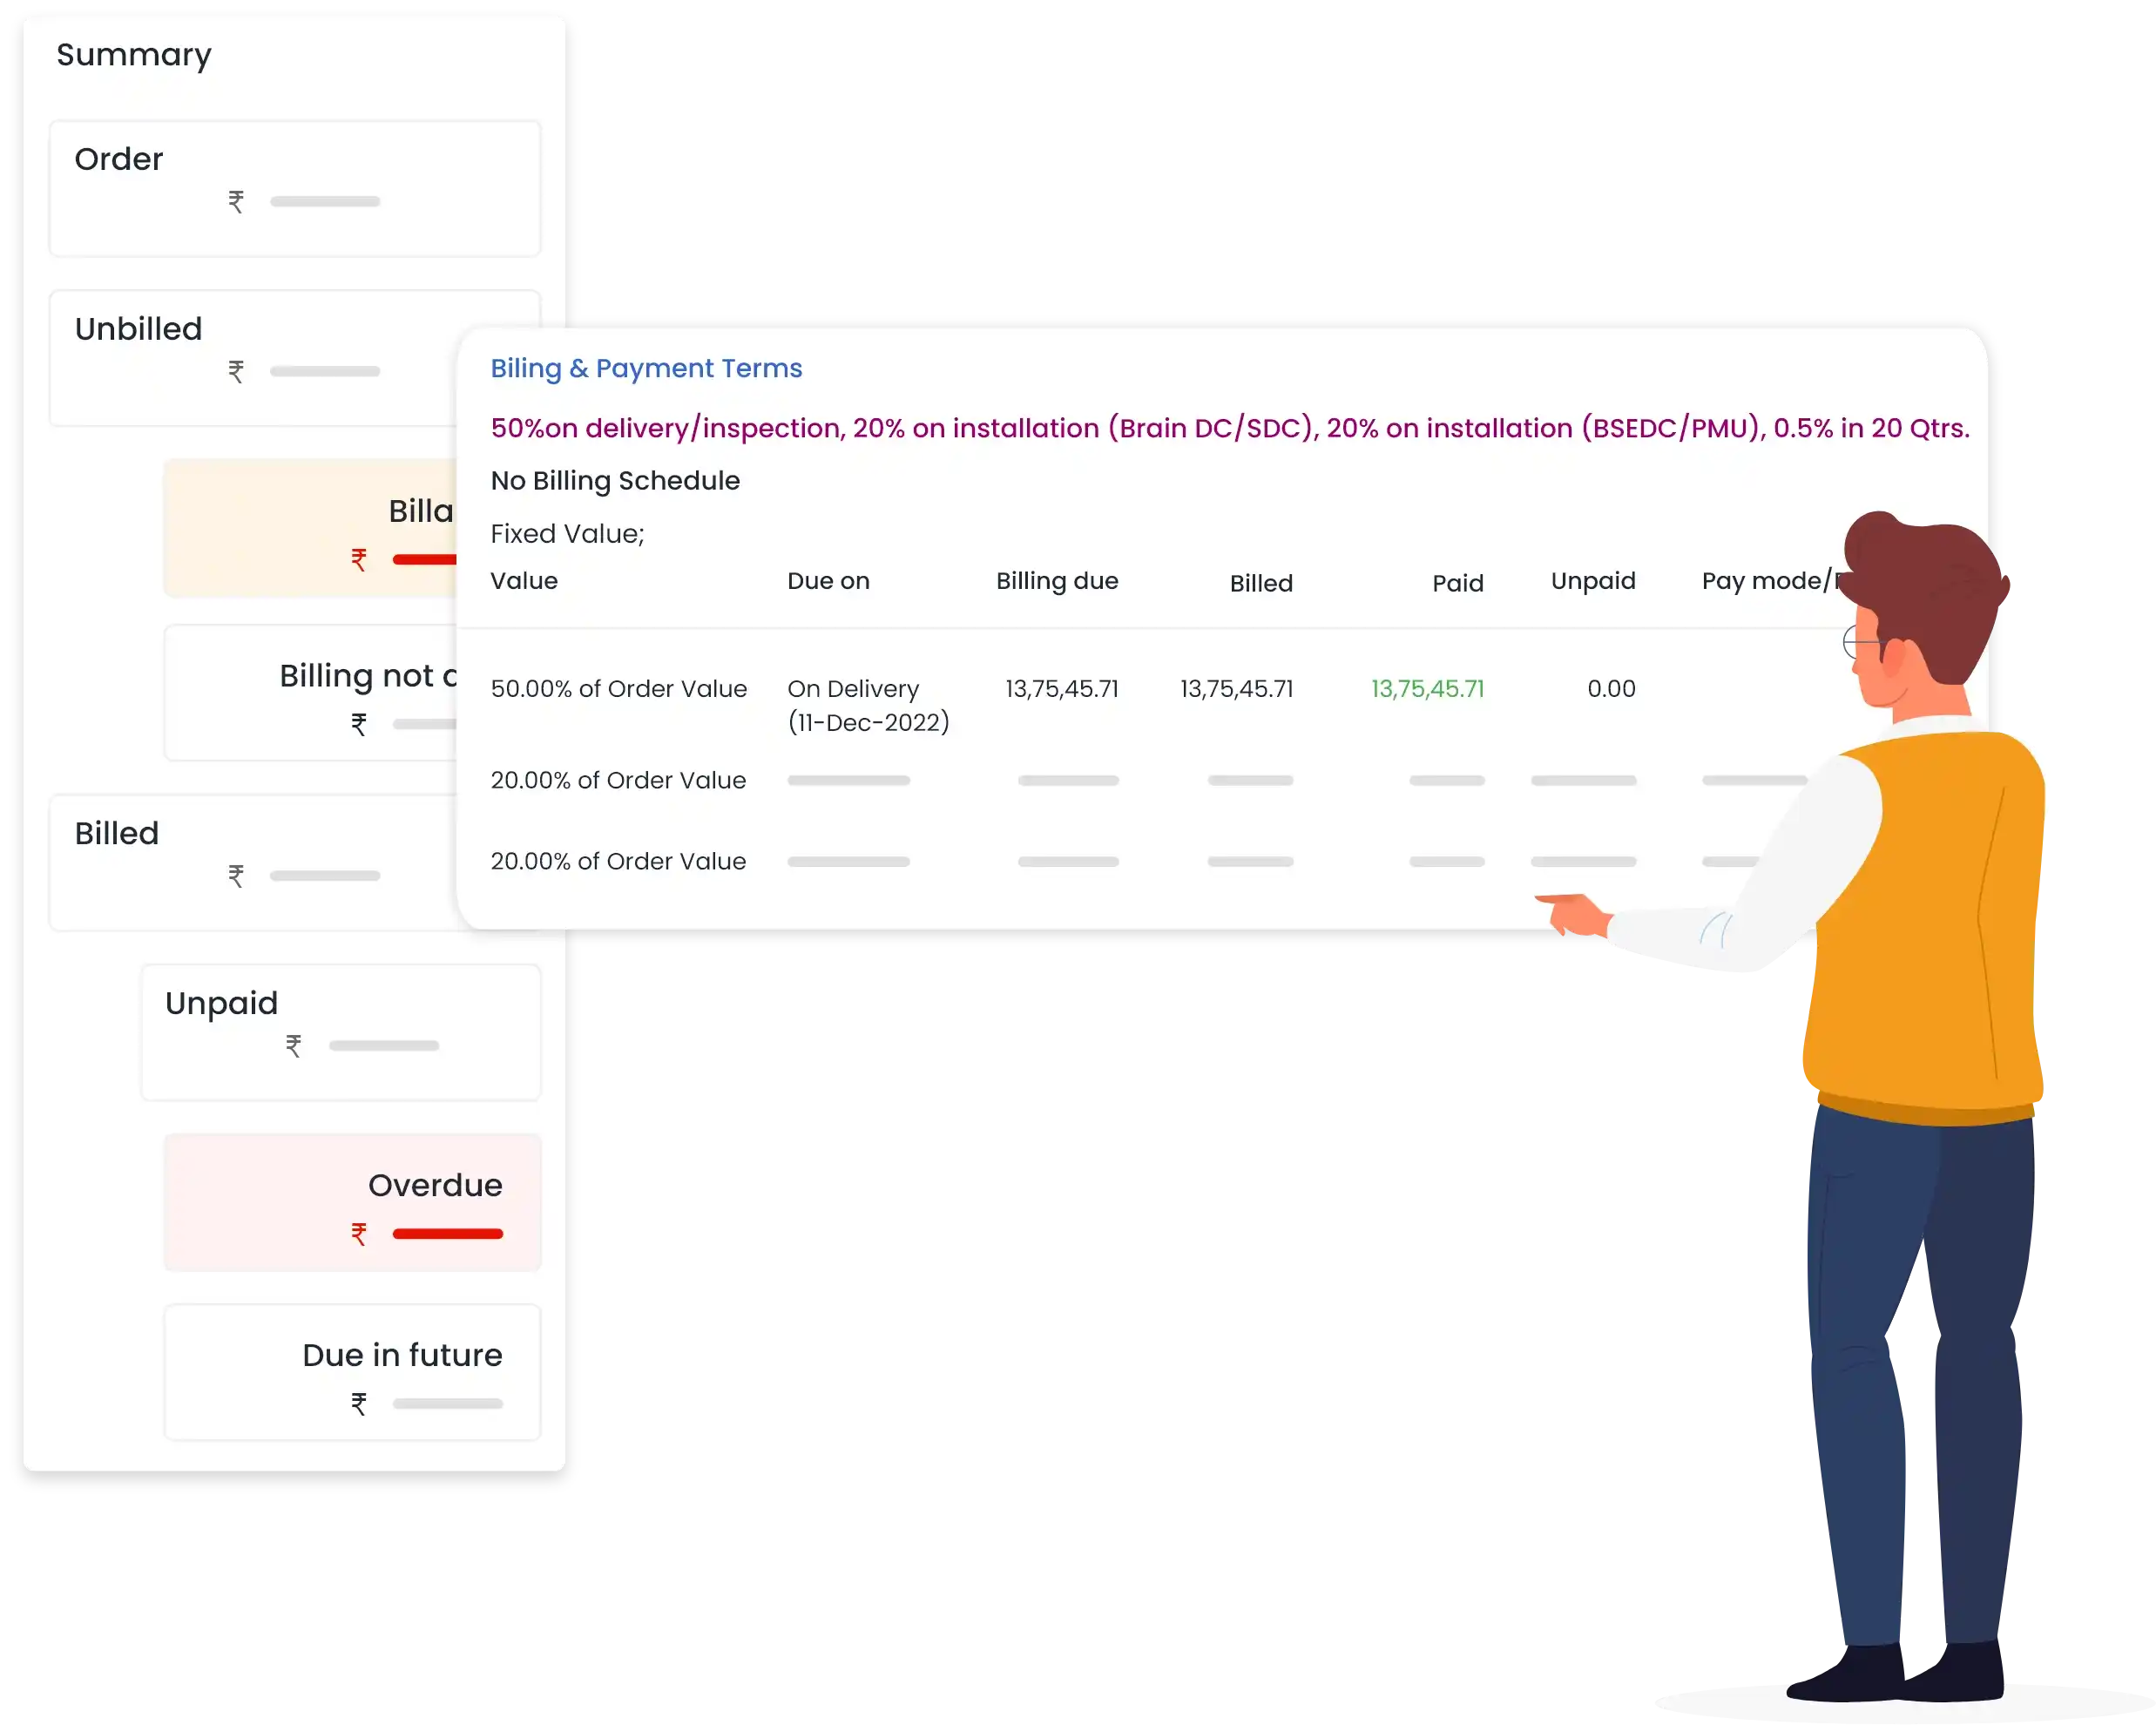 Summary
Order
₹
Unbilled
₹
₹
Billing not
₹
Billed
₹
Unpaid
₹
Overdue
₹
Due in future
₹
Biling & Payment Terms
50%on delivery/inspection, 20% on installation (Brain DC/SDC), 20% on installation (BSEDC/PMU), 0.5% in 20 Qtrs.
No Billing Schedule
Fixed Value;
Value Due on Billing due Billed Paid Unpaid Pay mode/
50.00% of Order Value On Delivery 13,75,45.71 13,75,45.71 13,75,45.71 0.00
(11-Dec-2022)
20.00% of Order Value
20.00% of Order Value